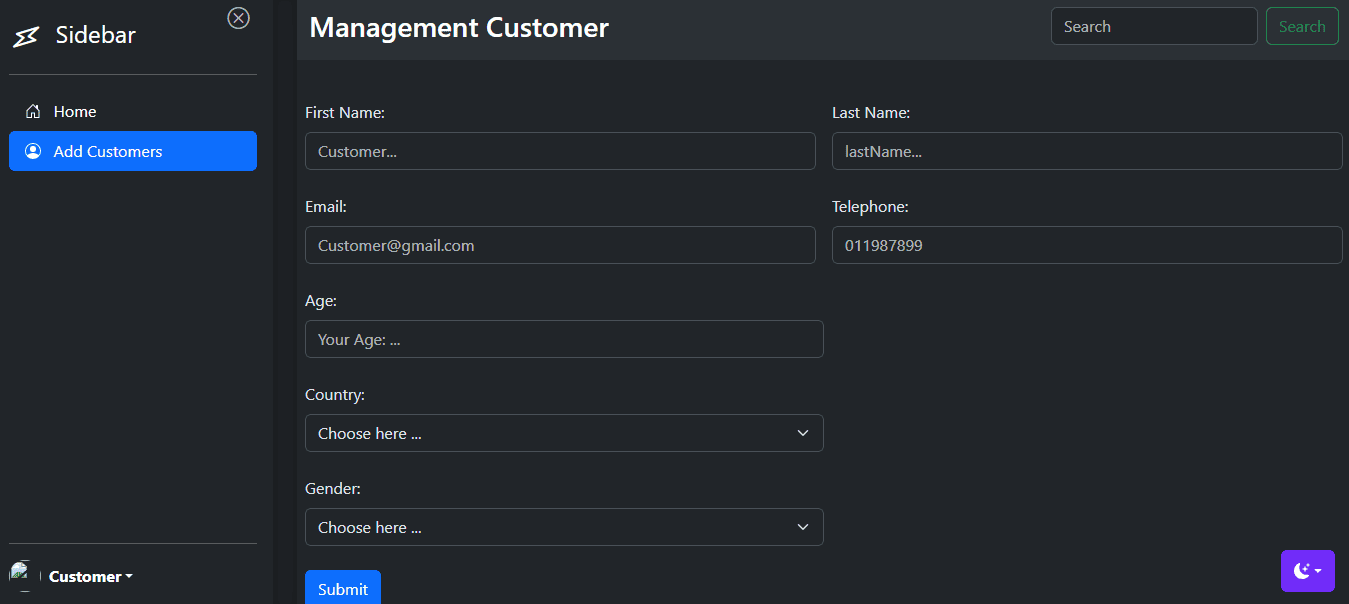 Sidebar
Home
Add Customers
Customer
Management Customer
Search
Search
First Name:
Customer...
Last Name:
lastName...
Email:
Customer@gmail.com
Telephone:
011987899
Age:
Your Age: ...
Country:
Choose here ...
Gender:
Choose here ...
Submit